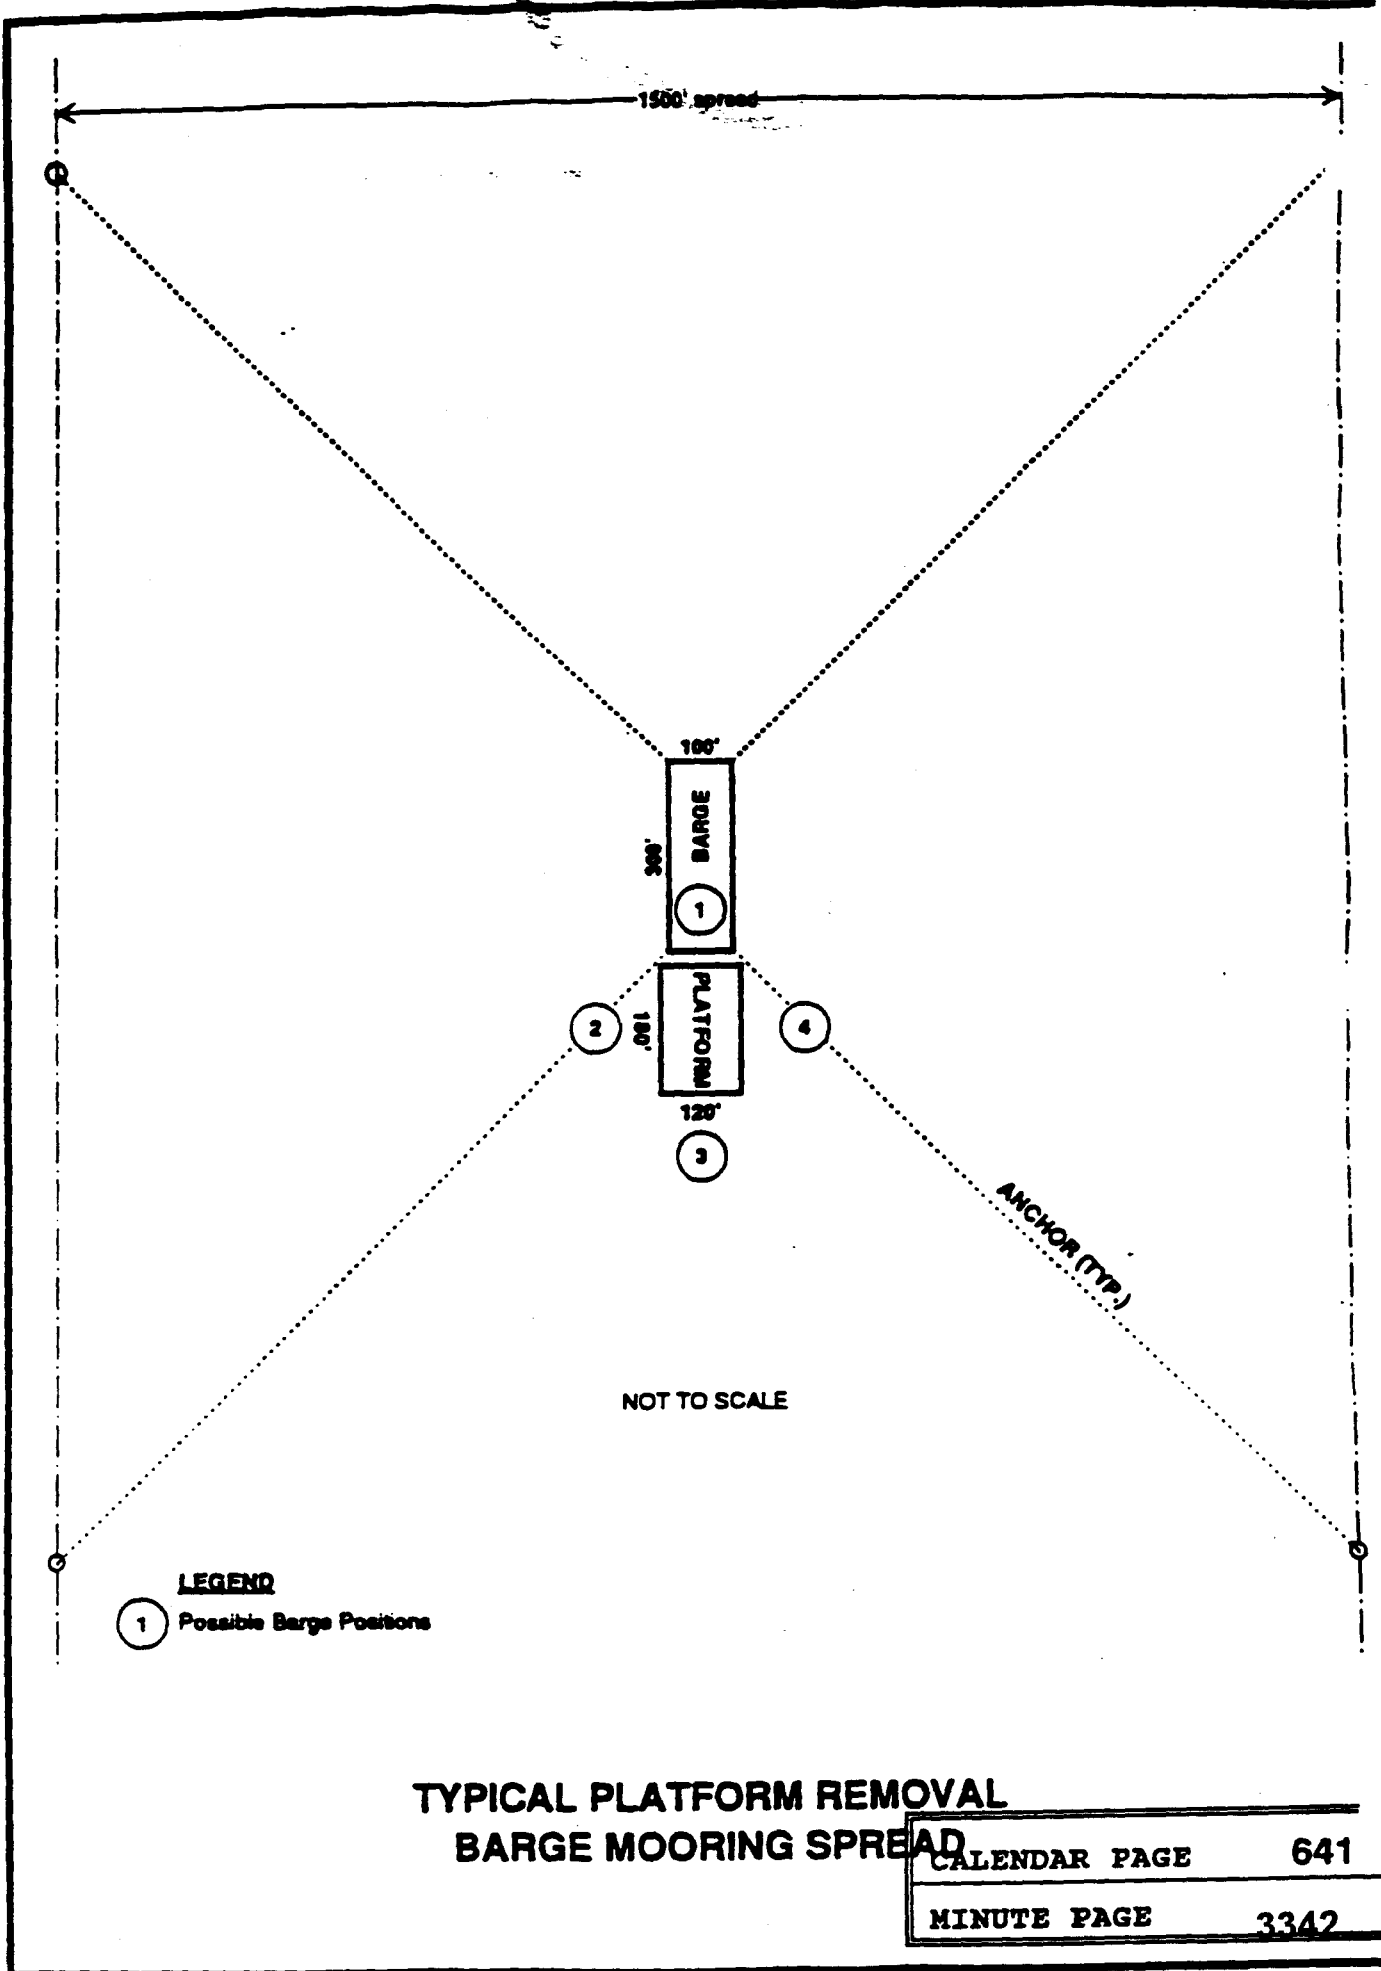 1500' spread
100'
BARGE
300'
1
PLATFORM
2
4
120'
3
ANCHOR (TYP.)
NOT TO SCALE
LEGEND
1 Possible Barge Positions
TYPICAL PLATFORM REMOVAL
BARGE MOORING SPREAD
CALENDAR PAGE 641
MINUTE PAGE 3342